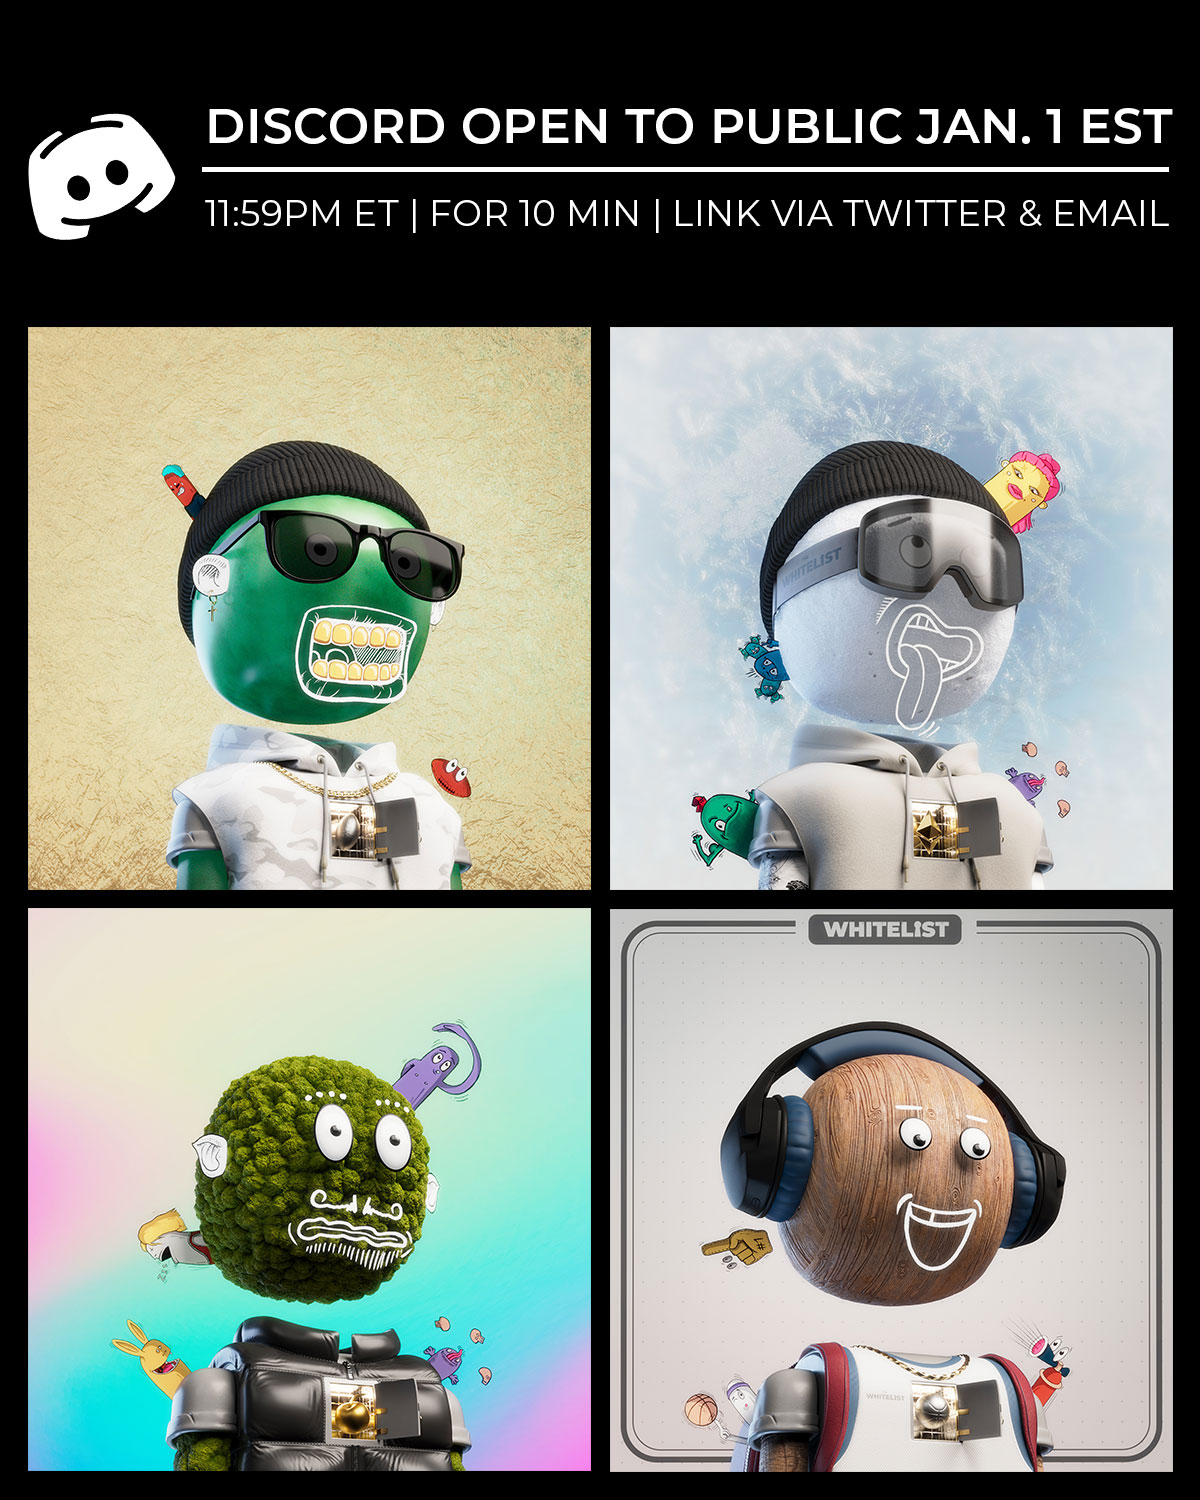 DISCORD OPEN TO PUBLIC JAN. 1 EST
11:59PM ET | FOR 10 MIN | LINK VIA TWITTER & EMAIL
WHITELIST
WHITELIST
WHITELIST